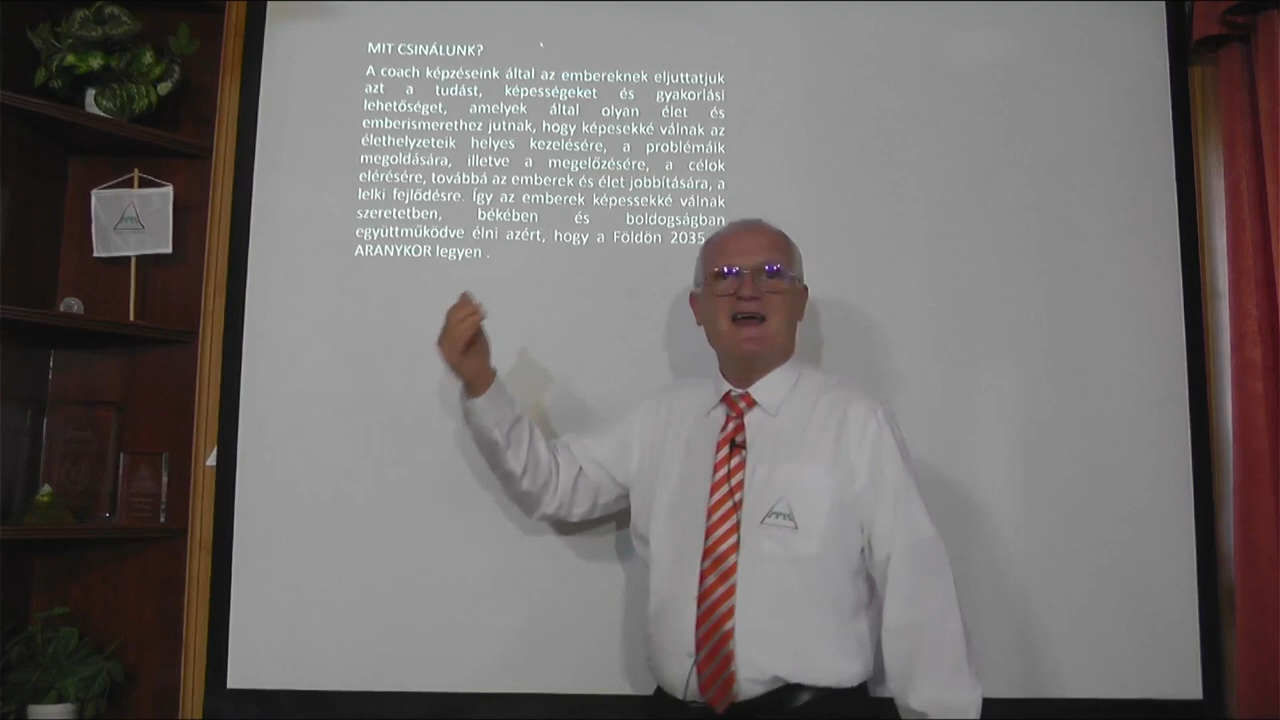 MIT CSINÁLUNK?
A coach képzéseink által az embereknek eljuttatjuk
azt a tudást, képességeket és gyakorlási
lehetőséget, amelyek által olyan élet és
emberismerethez jutnak, hogy képesekké válnak az
élethelyzeteik helyes kezelésére, a problémáik
megoldására, illetve a megelőzésére, a célok
elérésére, továbbá az emberek és élet jobbítására, a
lelki fejlődésre. Így az emberek képessekké válnak
szeretetben, békében és boldogságban
együttműködve élni azért, hogy a Földön 2035
ARANYKOR legyen .